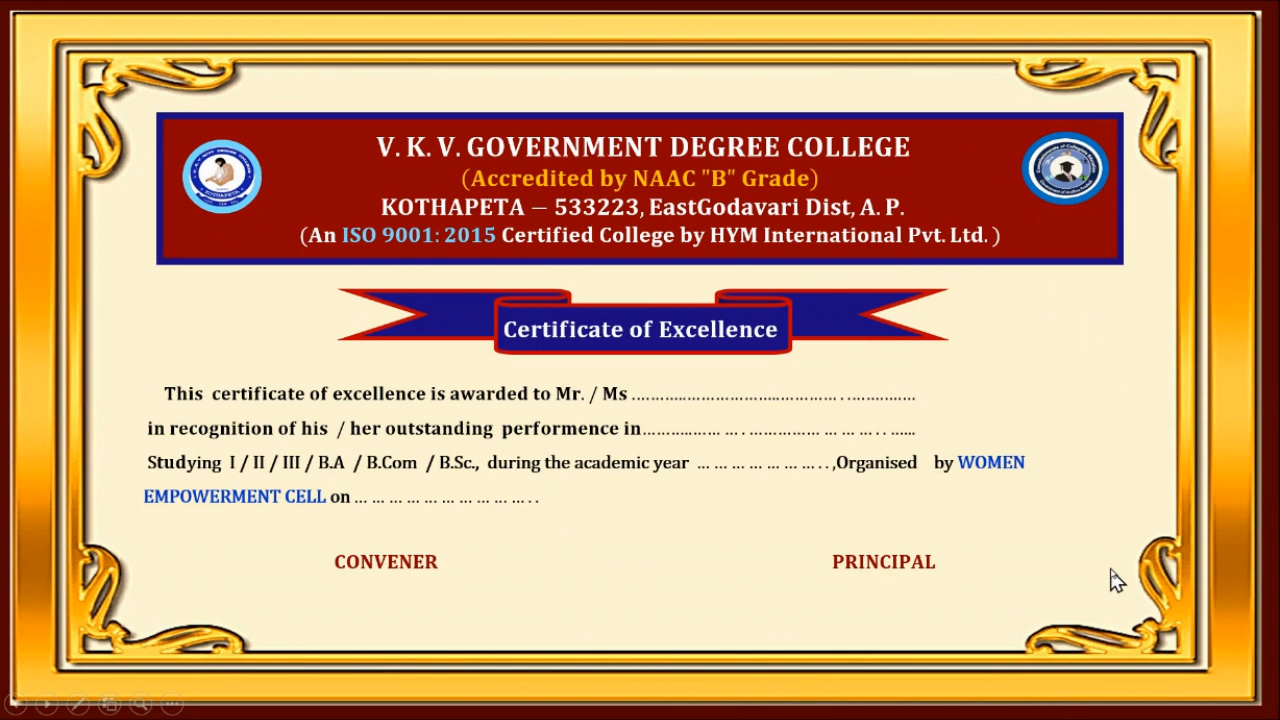 V. K. V. GOVERNMENT DEGREE COLLEGE
(Accredited by NAAC "B" Grade)
KOTHAPETA – 533223, EastGodavari Dist, A. P.
(An ISO 9001: 2015 Certified College by HYM International Pvt. Ltd. )
Certificate of Excellence
This certificate of excellence is awarded to Mr. / Ms ………………………………………. . ……………
in recognition of his / her outstanding performence in………………… … . ……………… … … … . . ……
Studying I / II / III / B.A / B.Com / B.Sc., during the academic year … … … … … … … . . ,Organised by WOMEN
EMPOWERMENT CELL on … … … … … … … … … … . .
CONVENER PRINCIPAL